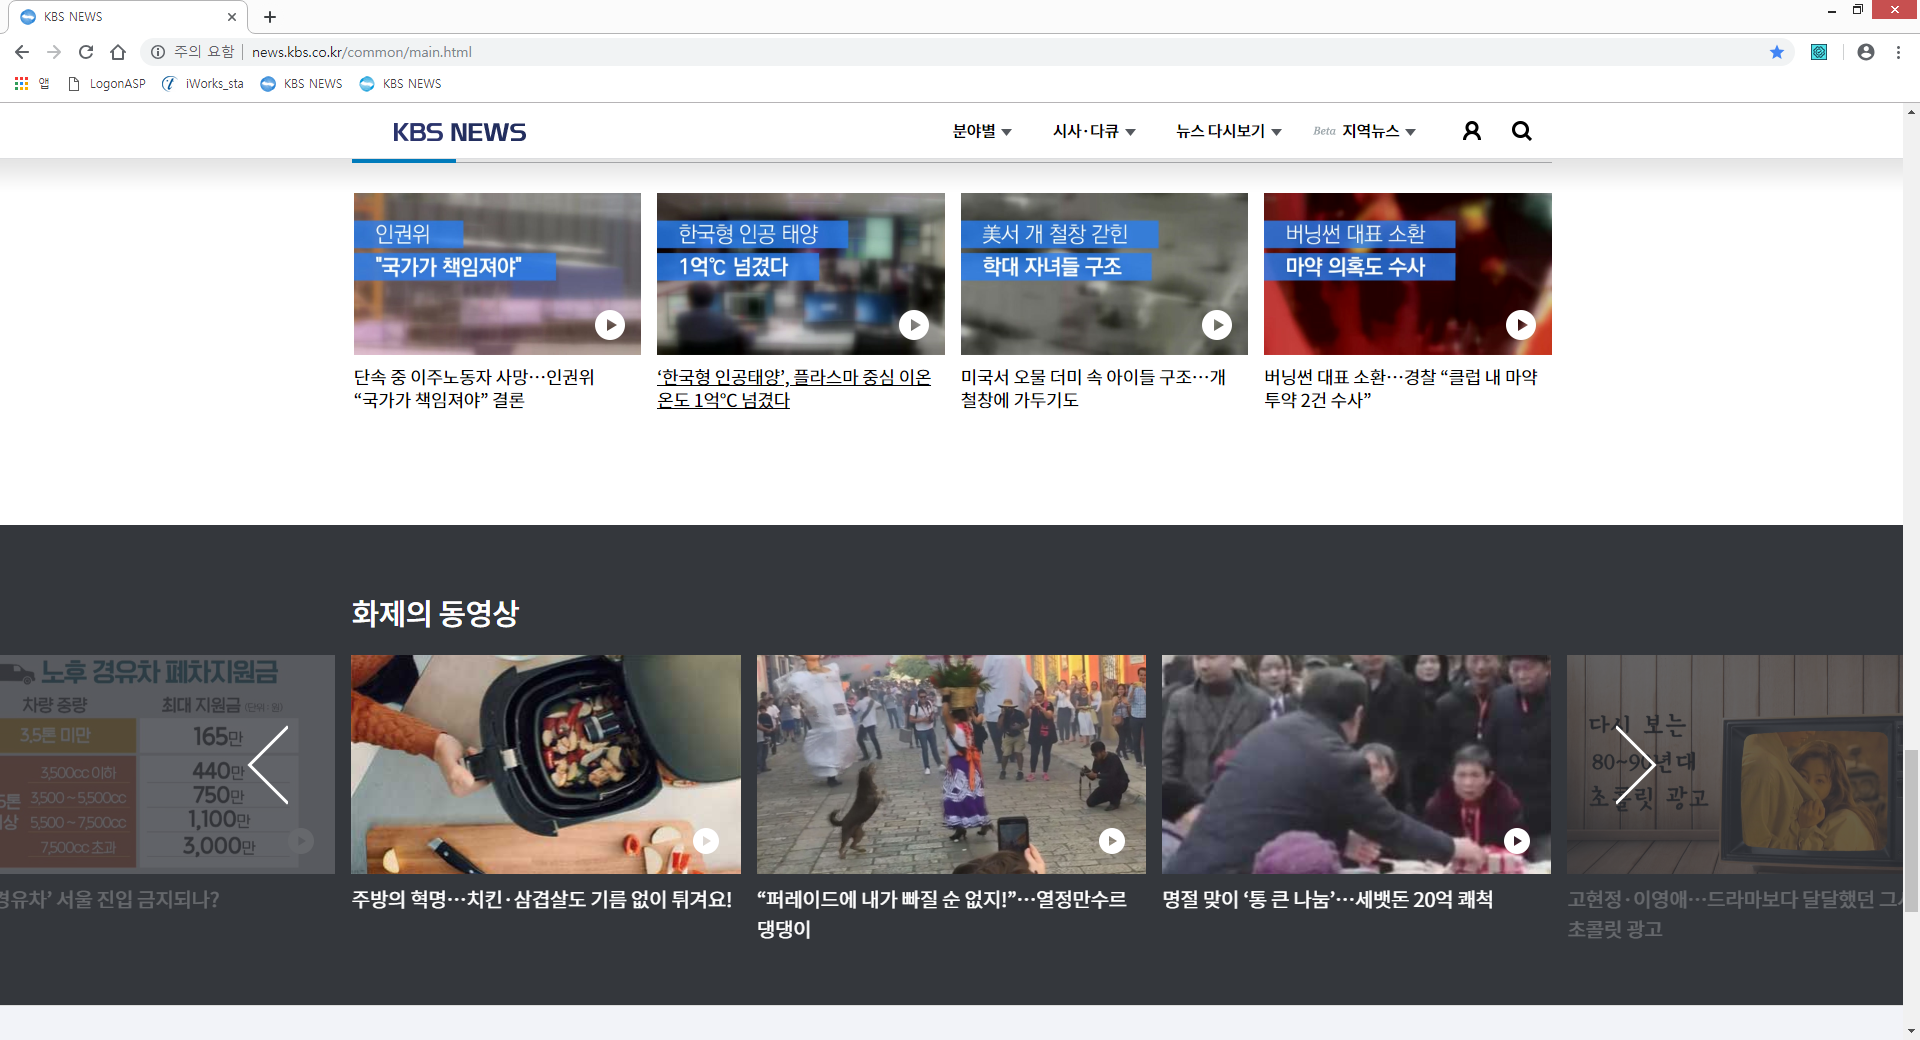 KBS NEWS
주의 요함
news.kbs.co.kr/common/main.html
앱
LogonASP
iWorks_sta
KBS NEWS
KBS NEWS
KBS NEWS
분야별
시사·다큐
뉴스 다시보기
Beta 지역뉴스
인권위
"국가가 책임져야"
한국형 인공 태양
1억℃ 넘겼다
美서 개 철창 갇힌
학대 자녀들 구조
버닝썬 대표 소환
마약 의혹도 수사
단속 중 이주노동자 사망…인권위
“국가가 책임져야” 결론
‘한국형 인공태양’, 플라스마 중심 이온
온도 1억℃ 넘겼다
미국서 오물 더미 속 아이들 구조…개
철창에 가두기도
버닝썬 대표 소환…경찰 “클럽 내 마약
투약 2건 수사”
화제의 동영상
노후 경유차 폐차지원금
차량 중량
최대 지원금 (단위 : 원)
3.5톤 미만
165만
3,500cc 이하
440만
5톤
3,500 ~ 5,500cc
750만
상
5,500 ~ 7,500cc
1,100만
7,500cc 초과
3,000만
경유차’ 서울 진입 금지되나?
주방의 혁명…치킨·삼겹살도 기름 없이 튀겨요!
“퍼레이드에 내가 빠질 순 없지!”…열정만수르
댕댕이
명절 맞이 ‘통 큰 나눔’…세뱃돈 20억 쾌척
다시 보는
80~90년대
초콜릿 광고
고현정·이영애…드라마보다 달달했던 그시
초콜릿 광고